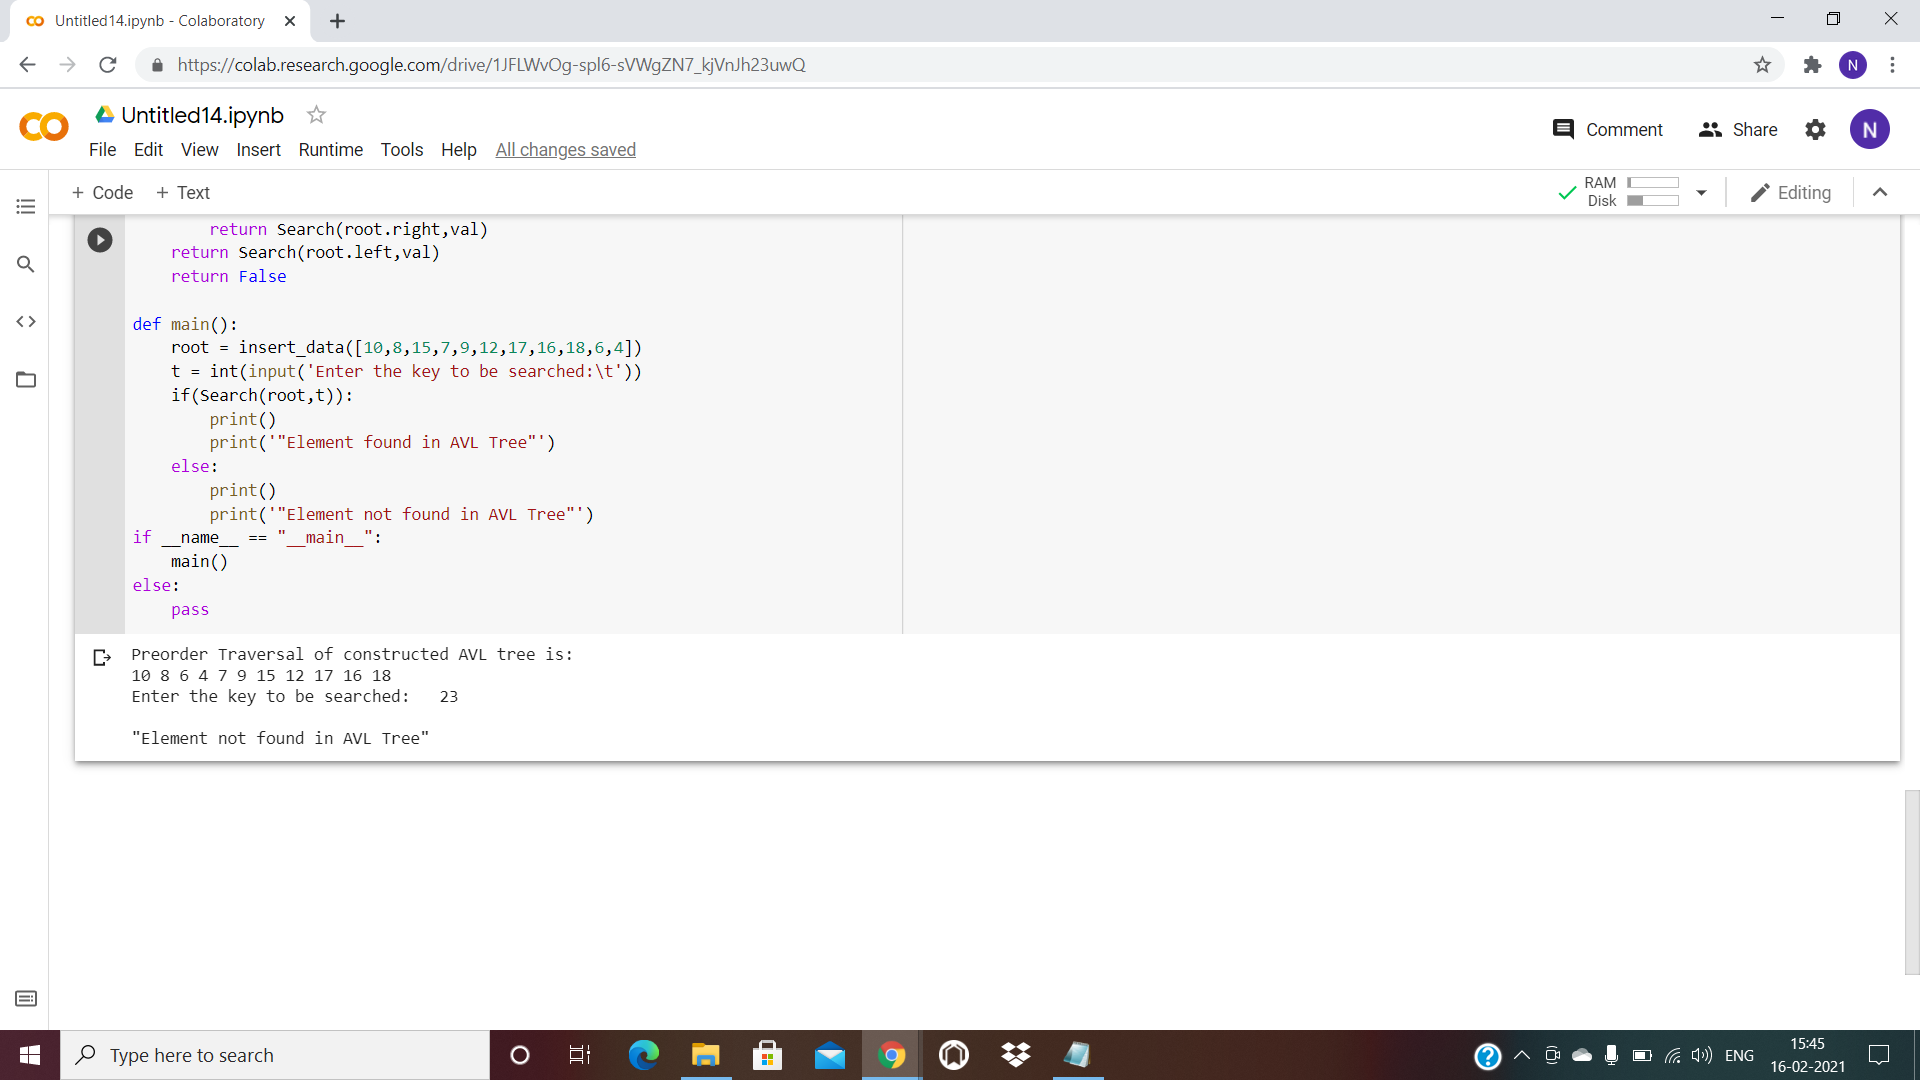 Untitled14.ipynb - Colaboratory
https://colab.research.google.com/drive/1JFLWvOg-spl6-sVWgZN7_kjVnJh23uwQ
N
Untitled14.ipynb
Comment
Share
N
File Edit View Insert Runtime Tools Help All changes saved
+ Code + Text
RAM
Disk
Editing
return Search(root.right,val)
return Search(root.left,val)
return False
def main():
root = insert_data([10,8,15,7,9,12,17,16,18,6,4])
t = int(input('Enter the key to be searched:\t'))
if(Search(root,t)):
print()
print('"Element found in AVL Tree"')
else:
print()
print('"Element not found in AVL Tree"')
if __name__ == "__main__":
main()
else:
pass
Preorder Traversal of constructed AVL tree is:
10 8 6 4 7 9 15 12 17 16 18
Enter the key to be searched: 23
"Element not found in AVL Tree"
Type here to search
ENG
15:45
16-02-2021